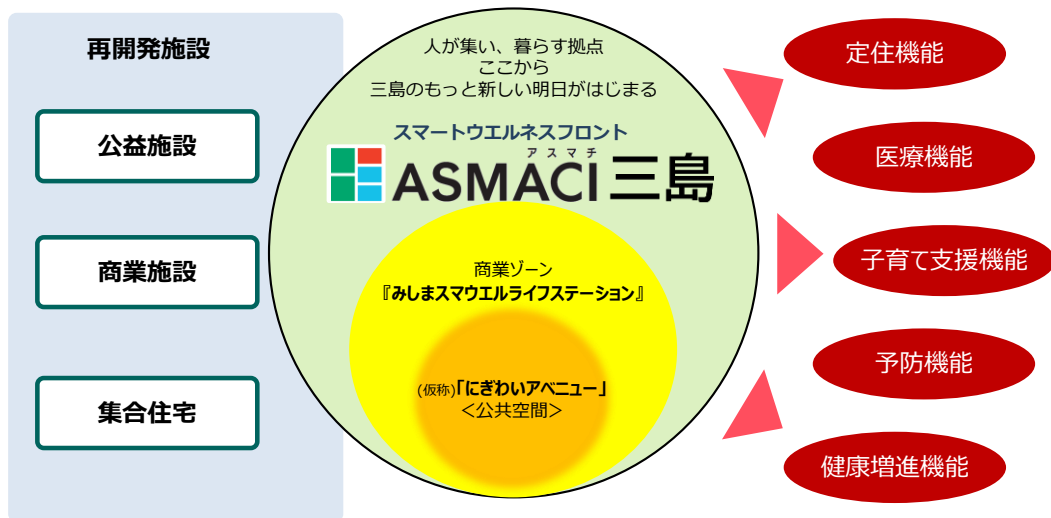 再開発施設
公益施設
商業施設
集合住宅
人が集い、暮らす拠点
ここから
三島のもっと新しい明日がはじまる
スマートウエルネスフロント
アスマチ
ASMACI三島
商業ゾーン
『みしまスマウエルライフステーション』
(仮称)「にぎわいアベニュー」
＜公共空間＞
定住機能
医療機能
子育て支援機能
予防機能
健康増進機能